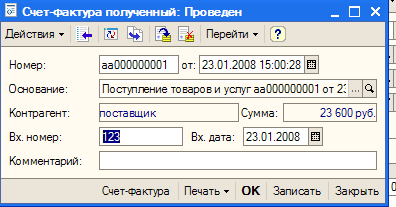 Счет-фактура полученный: Проведен
Действия Перейти ?
Номер: аа000000001 от: 23.01.2008 15:00:28
Основание: Поступление товаров и услуг аа000000001 от 23 ...
Контрагент: поставщик Сумма: 23 600 руб.
Вх. номер: 123 Вх. дата: 23.01.2008
Комментарий:
Счет-фактура Печать OK Записать Закрыть